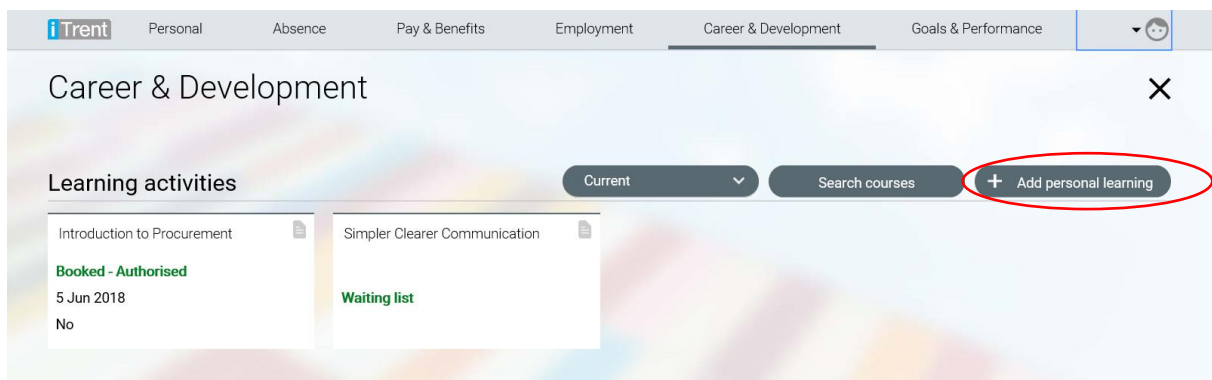 iTrent Personal Absence Pay & Benefits Employment Career & Development Goals & Performance
Career & Development
Learning activities Current Search courses + Add personal learning
Introduction to Procurement
Booked - Authorised
5 Jun 2018
No
Simpler Clearer Communication
Waiting list